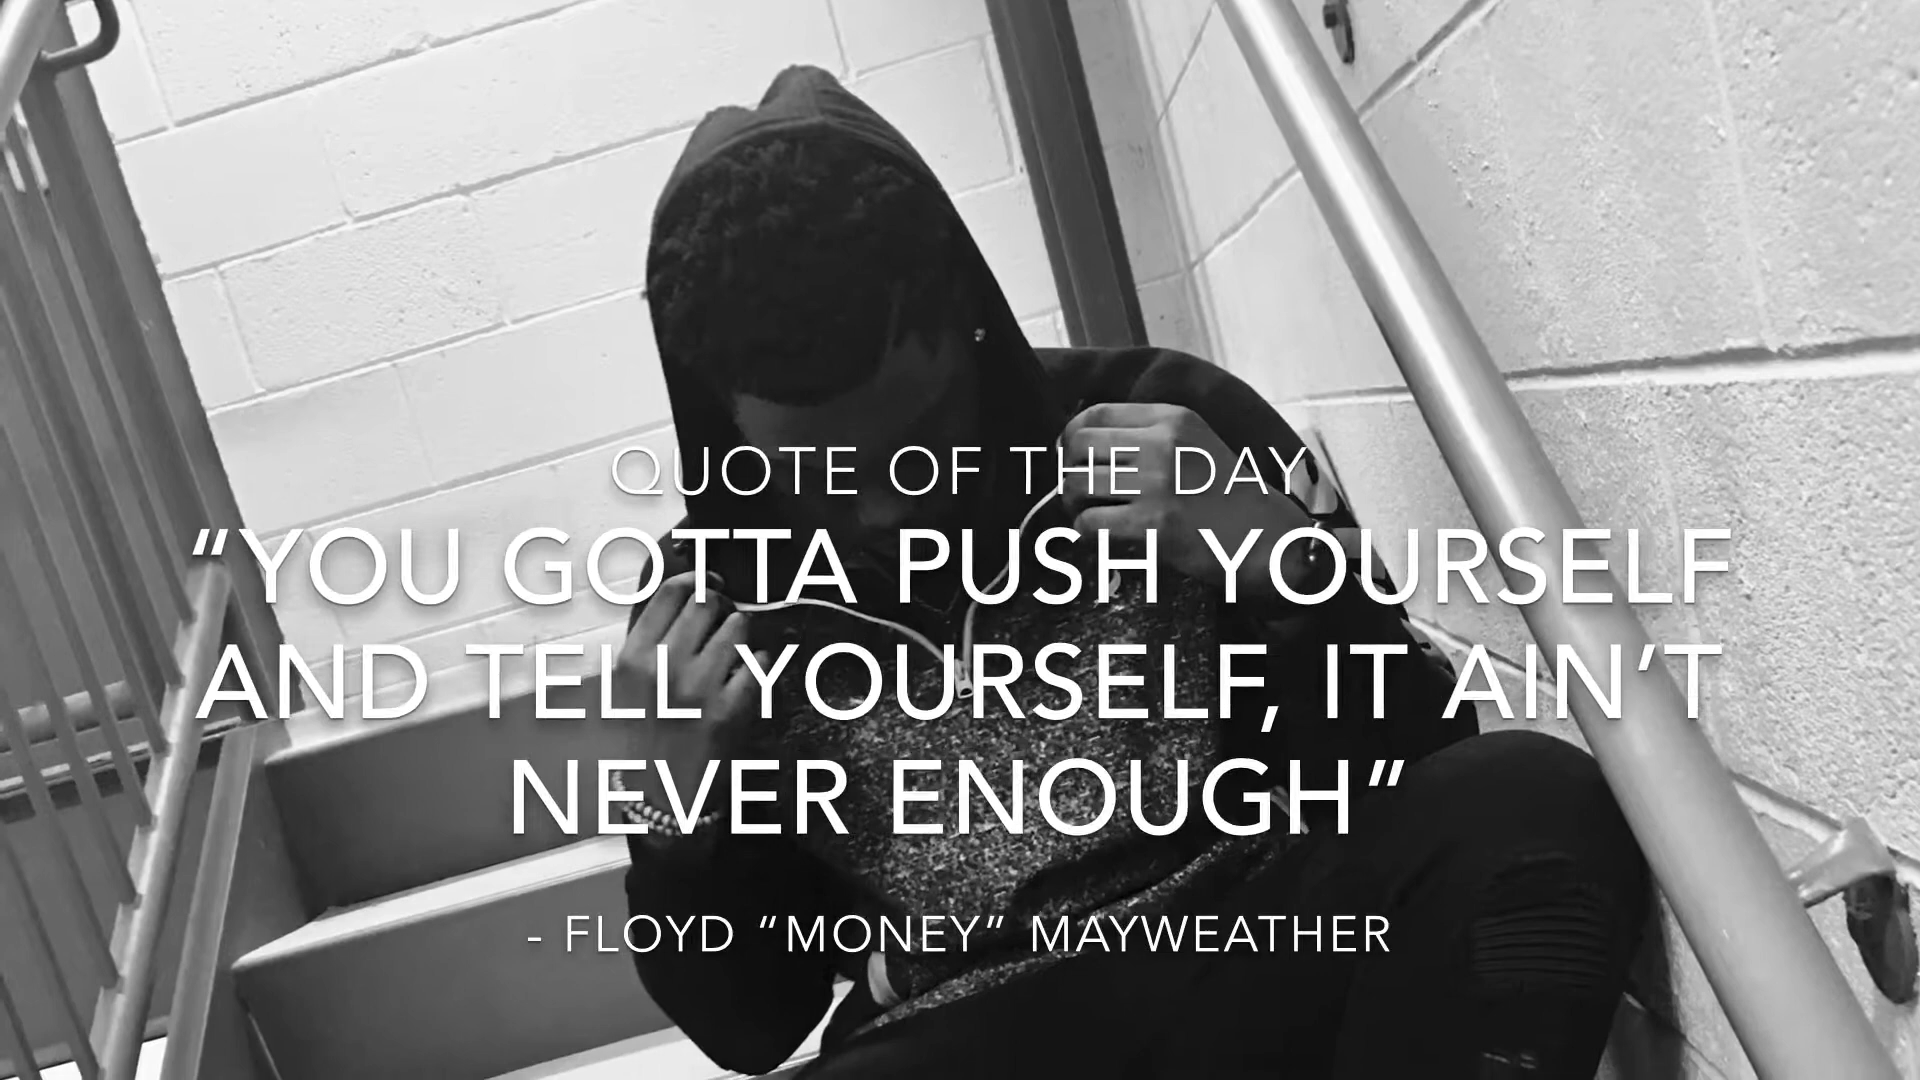 QUOTE OF THE DAY
“YOU GOTTA PUSH YOURSELF
AND TELL YOURSELF, IT AIN’T
NEVER ENOUGH”
- FLOYD “MONEY” MAYWEATHER